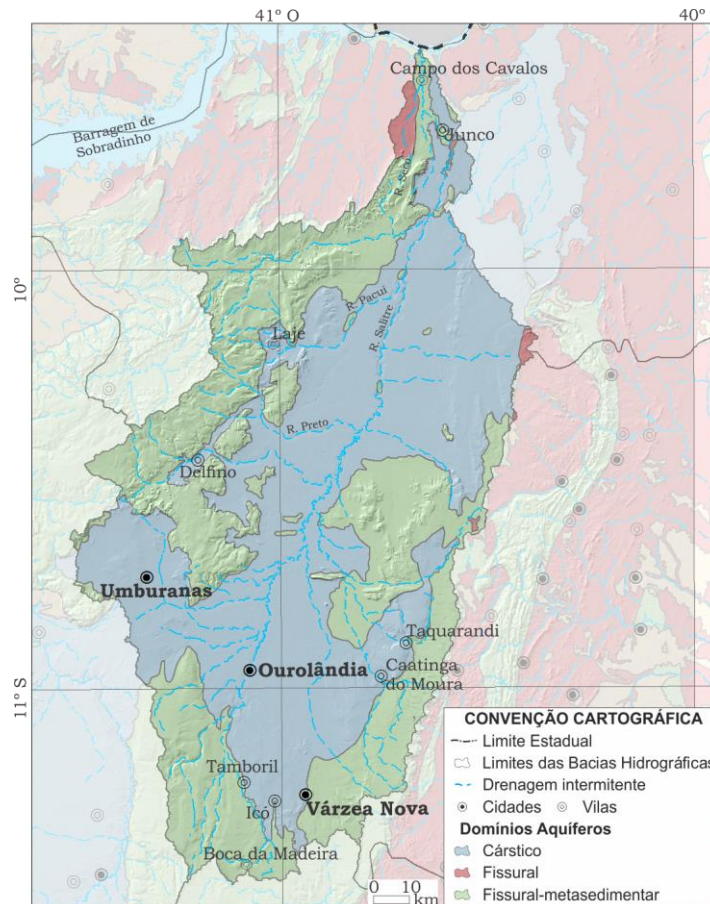 41° O
40°
Campo dos Cavalos
Junco
Barragem de
Sobradinho
10°
R. Pacuí
R. Salitre
Laje
R. Preto
Delfino
Umburanas
Taquarandi
Ourolândia
Caatinga
do Moura
11° S
Tamboril
Icó
Várzea Nova
Boca da Madeira
CONVENÇÃO CARTOGRÁFICA
Limite Estadual
Limites das Bacias Hidrográficas
Drenagem intermitente
Cidades
Vilas
Domínios Aquíferos
Cárstico
Fissural
Fissural-metasedimentar
0 10
km